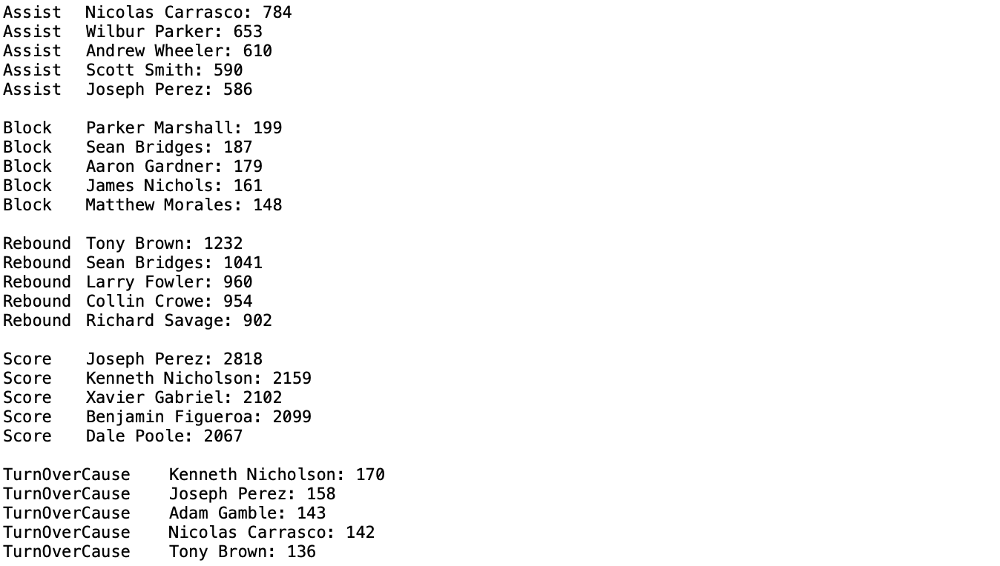 Assist Nicolas Carrasco: 784
Assist Wilbur Parker: 653
Assist Andrew Wheeler: 610
Assist Scott Smith: 590
Assist Joseph Perez: 586

Block Parker Marshall: 199
Block Sean Bridges: 187
Block Aaron Gardner: 179
Block James Nichols: 161
Block Matthew Morales: 148

Rebound Tony Brown: 1232
Rebound Sean Bridges: 1041
Rebound Larry Fowler: 960
Rebound Collin Crowe: 954
Rebound Richard Savage: 902

Score Joseph Perez: 2818
Score Kenneth Nicholson: 2159
Score Xavier Gabriel: 2102
Score Benjamin Figueroa: 2099
Score Dale Poole: 2067

TurnOverCause Kenneth Nicholson: 170
TurnOverCause Joseph Perez: 158
TurnOverCause Adam Gamble: 143
TurnOverCause Nicolas Carrasco: 142
TurnOverCause Tony Brown: 136